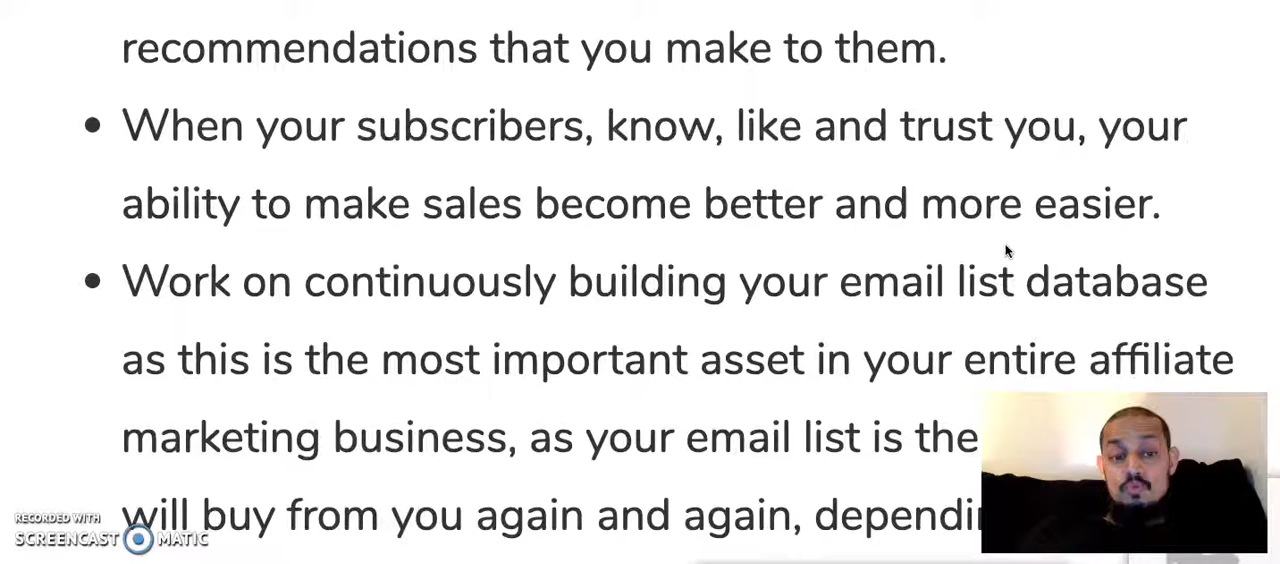 recommendations that you make to them.
• When your subscribers, know, like and trust you, your
ability to make sales become better and more easier.
• Work on continuously building your email list database
as this is the most important asset in your entire affiliate
marketing business, as your email list is the
will buy from you again and again,
RECORDED WITH
SCREENCAST MATIC